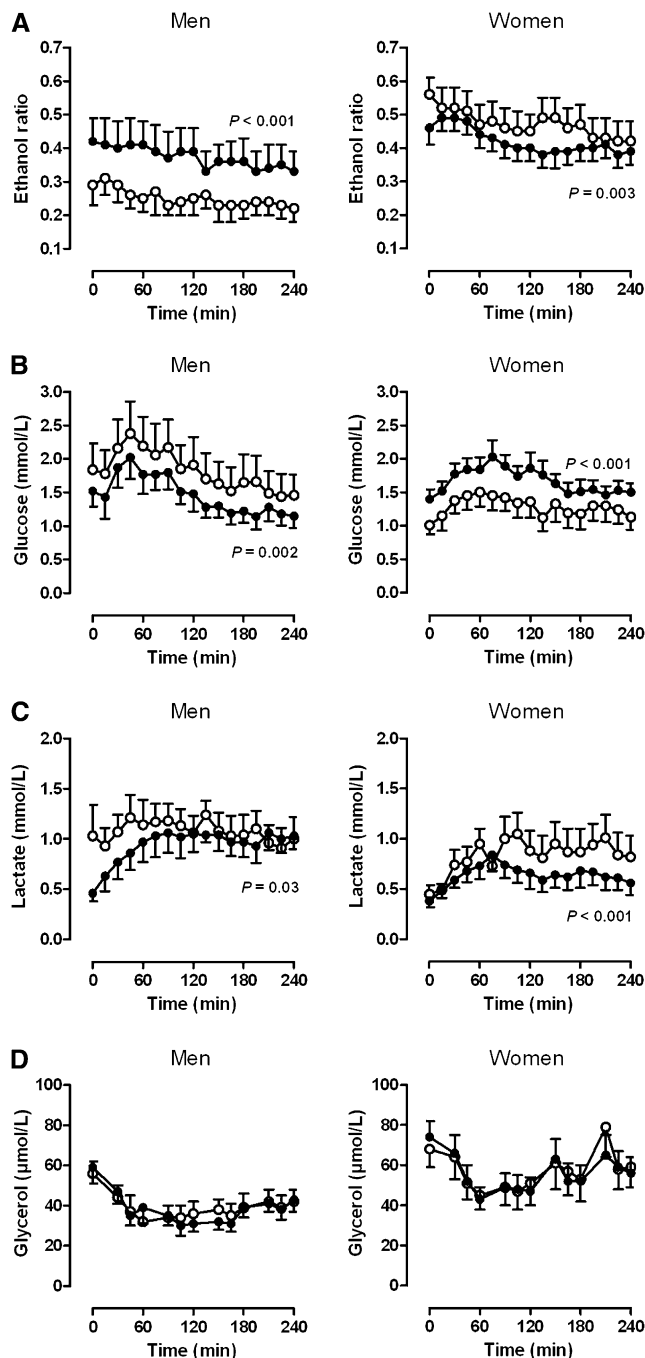 A
Men
Women
Ethanol ratio
0.7
0.6
0.5
0.4
0.3
0.2
0.1
P < 0.001
0 60 120 180 240
Time (min)
Ethanol ratio
0.7
0.6
0.5
0.4
0.3
0.2
0.1
P = 0.003
0 60 120 180 240
Time (min)
B
Men
Women
Glucose (mmol/L)
3.0
2.5
2.0
1.5
1.0
0.5
0.0
P = 0.002
0 60 120 180 240
Time (min)
Glucose (mmol/L)
3.0
2.5
2.0
1.5
1.0
0.5
0.0
P < 0.001
0 60 120 180 240
Time (min)
C
Men
Women
Lactate (mmol/L)
2.0
1.5
1.0
0.5
0.0
P = 0.03
0 60 120 180 240
Time (min)
Lactate (mmol/L)
2.0
1.5
1.0
0.5
0.0
P < 0.001
0 60 120 180 240
Time (min)
D
Men
Women
Glycerol (µmol/L)
100
80
60
40
20
0
0 60 120 180 240
Time (min)
Glycerol (µmol/L)
100
80
60
40
20
0
0 60 120 180 240
Time (min)